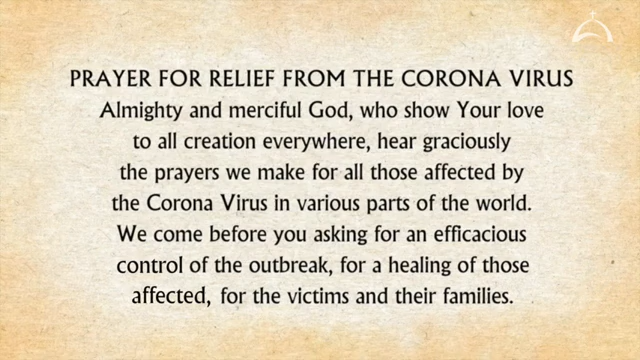 PRAYER FOR RELIEF FROM THE CORONA VIRUS
Almighty and merciful God, who show Your love
to all creation everywhere, hear graciously
the prayers we make for all those affected by
the Corona Virus in various parts of the world.
We come before you asking for an efficacious
control of the outbreak, for a healing of those
affected, for the victims and their families.